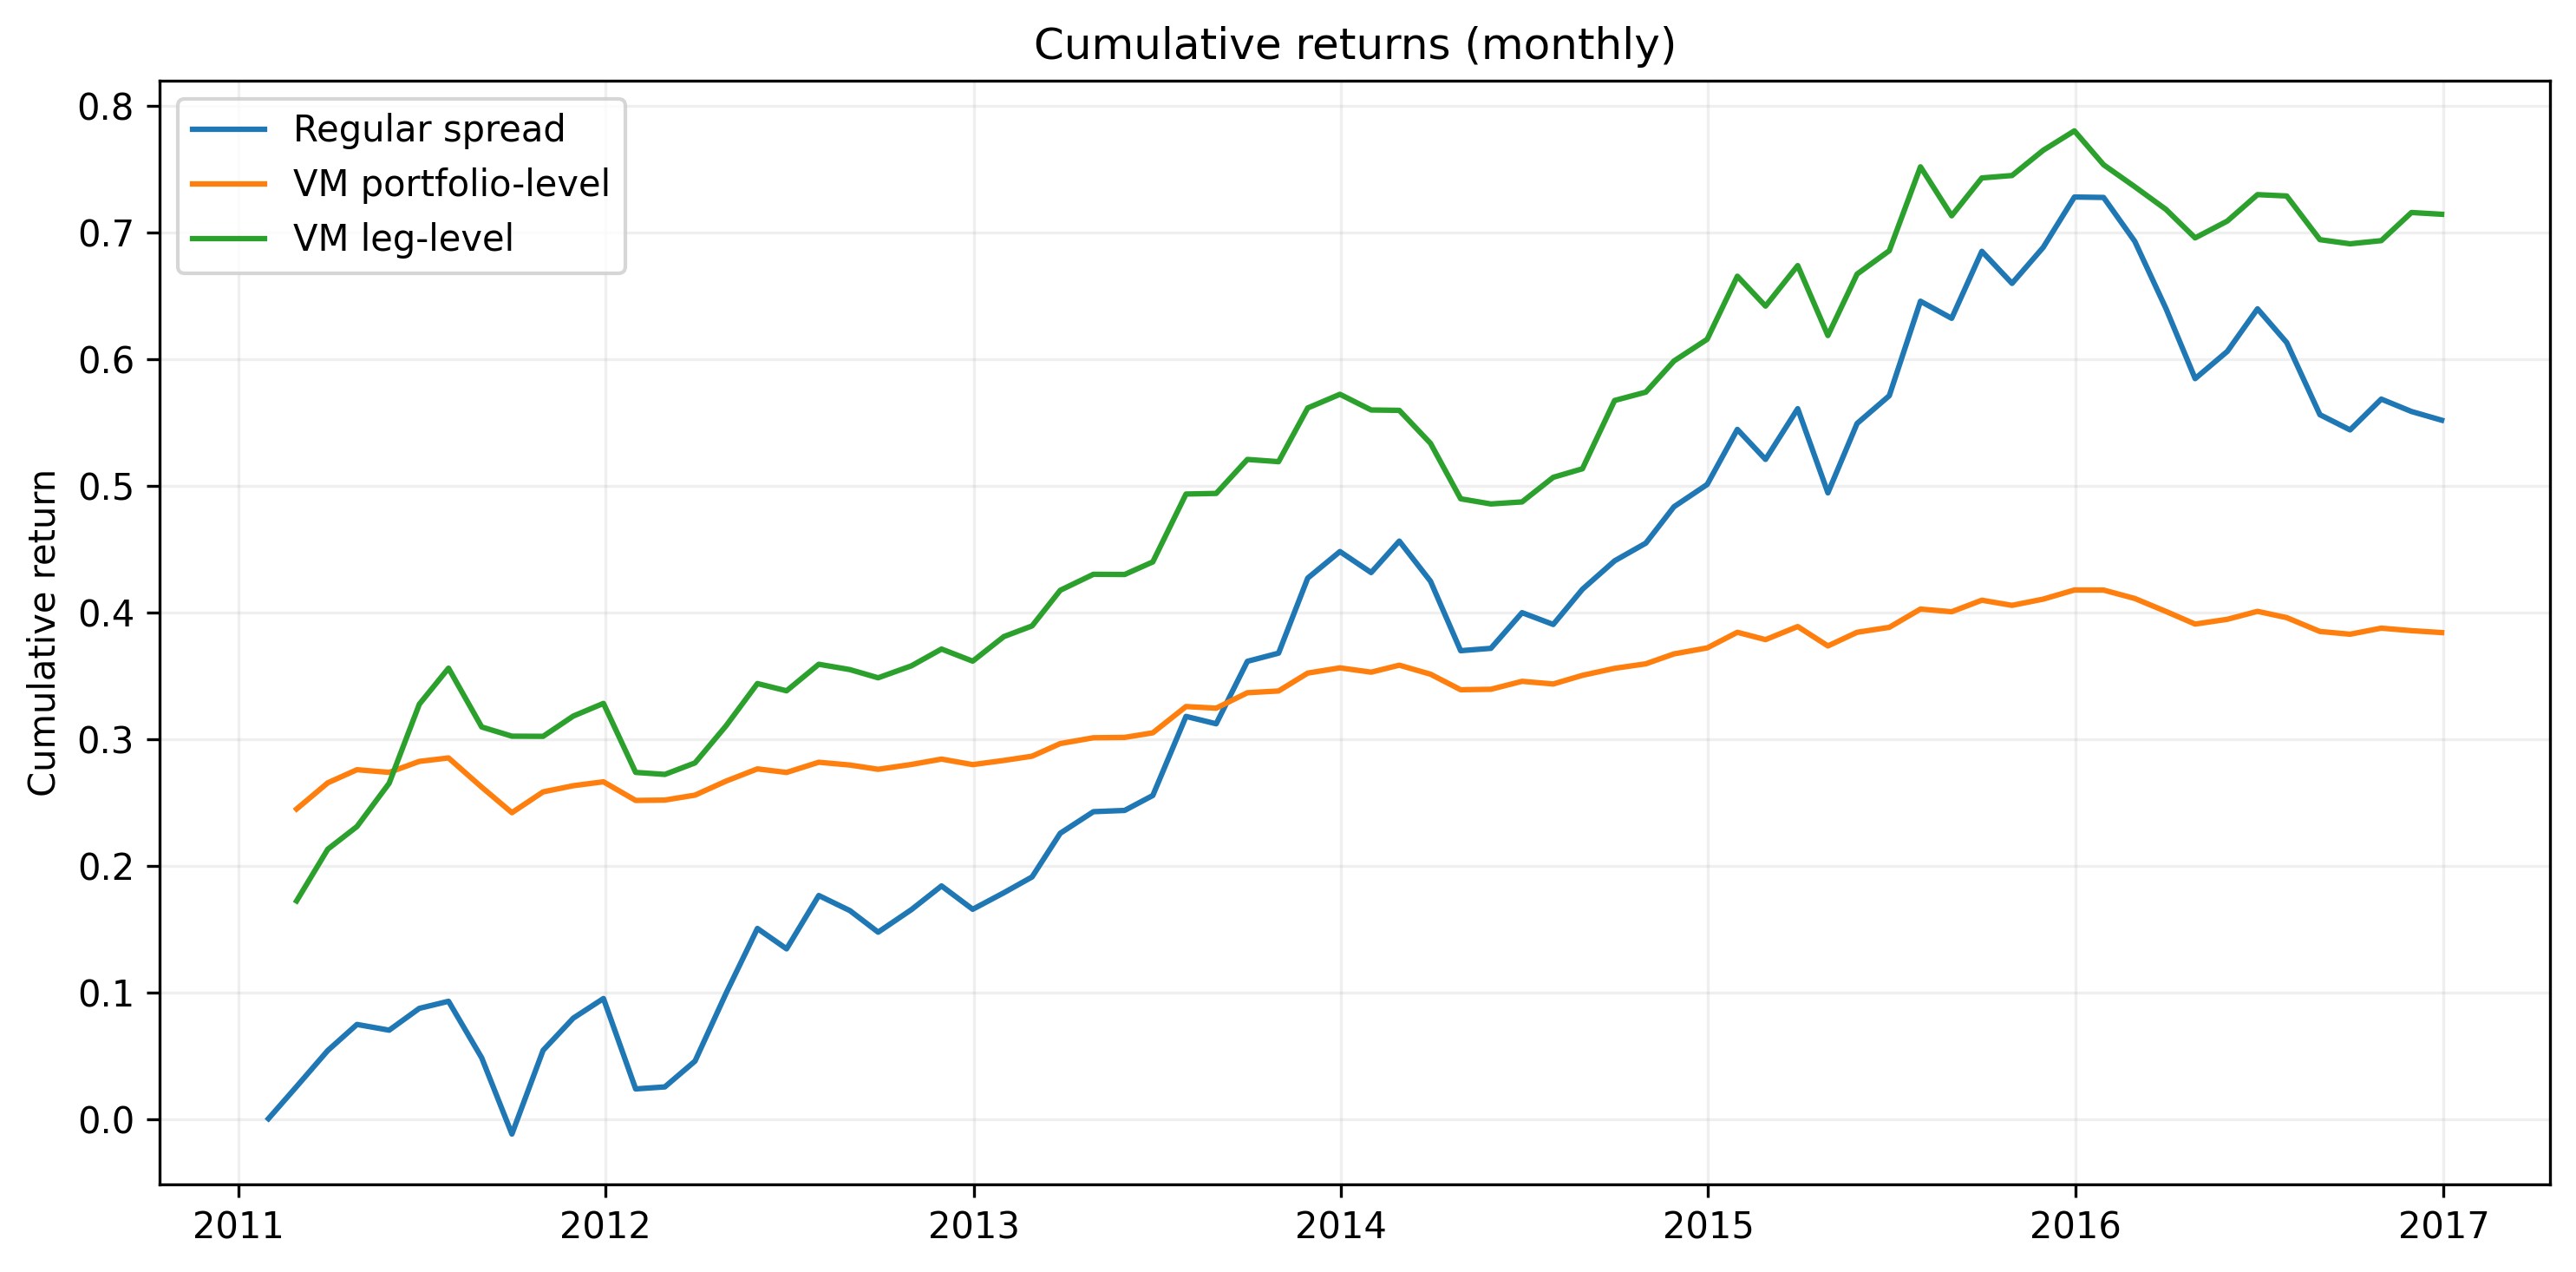 Cumulative returns (monthly)
Regular spread
VM portfolio-level
VM leg-level
Cumulative return
0.8
0.7
0.6
0.5
0.4
0.3
0.2
0.1
0.0
2011 2012 2013 2014 2015 2016 2017